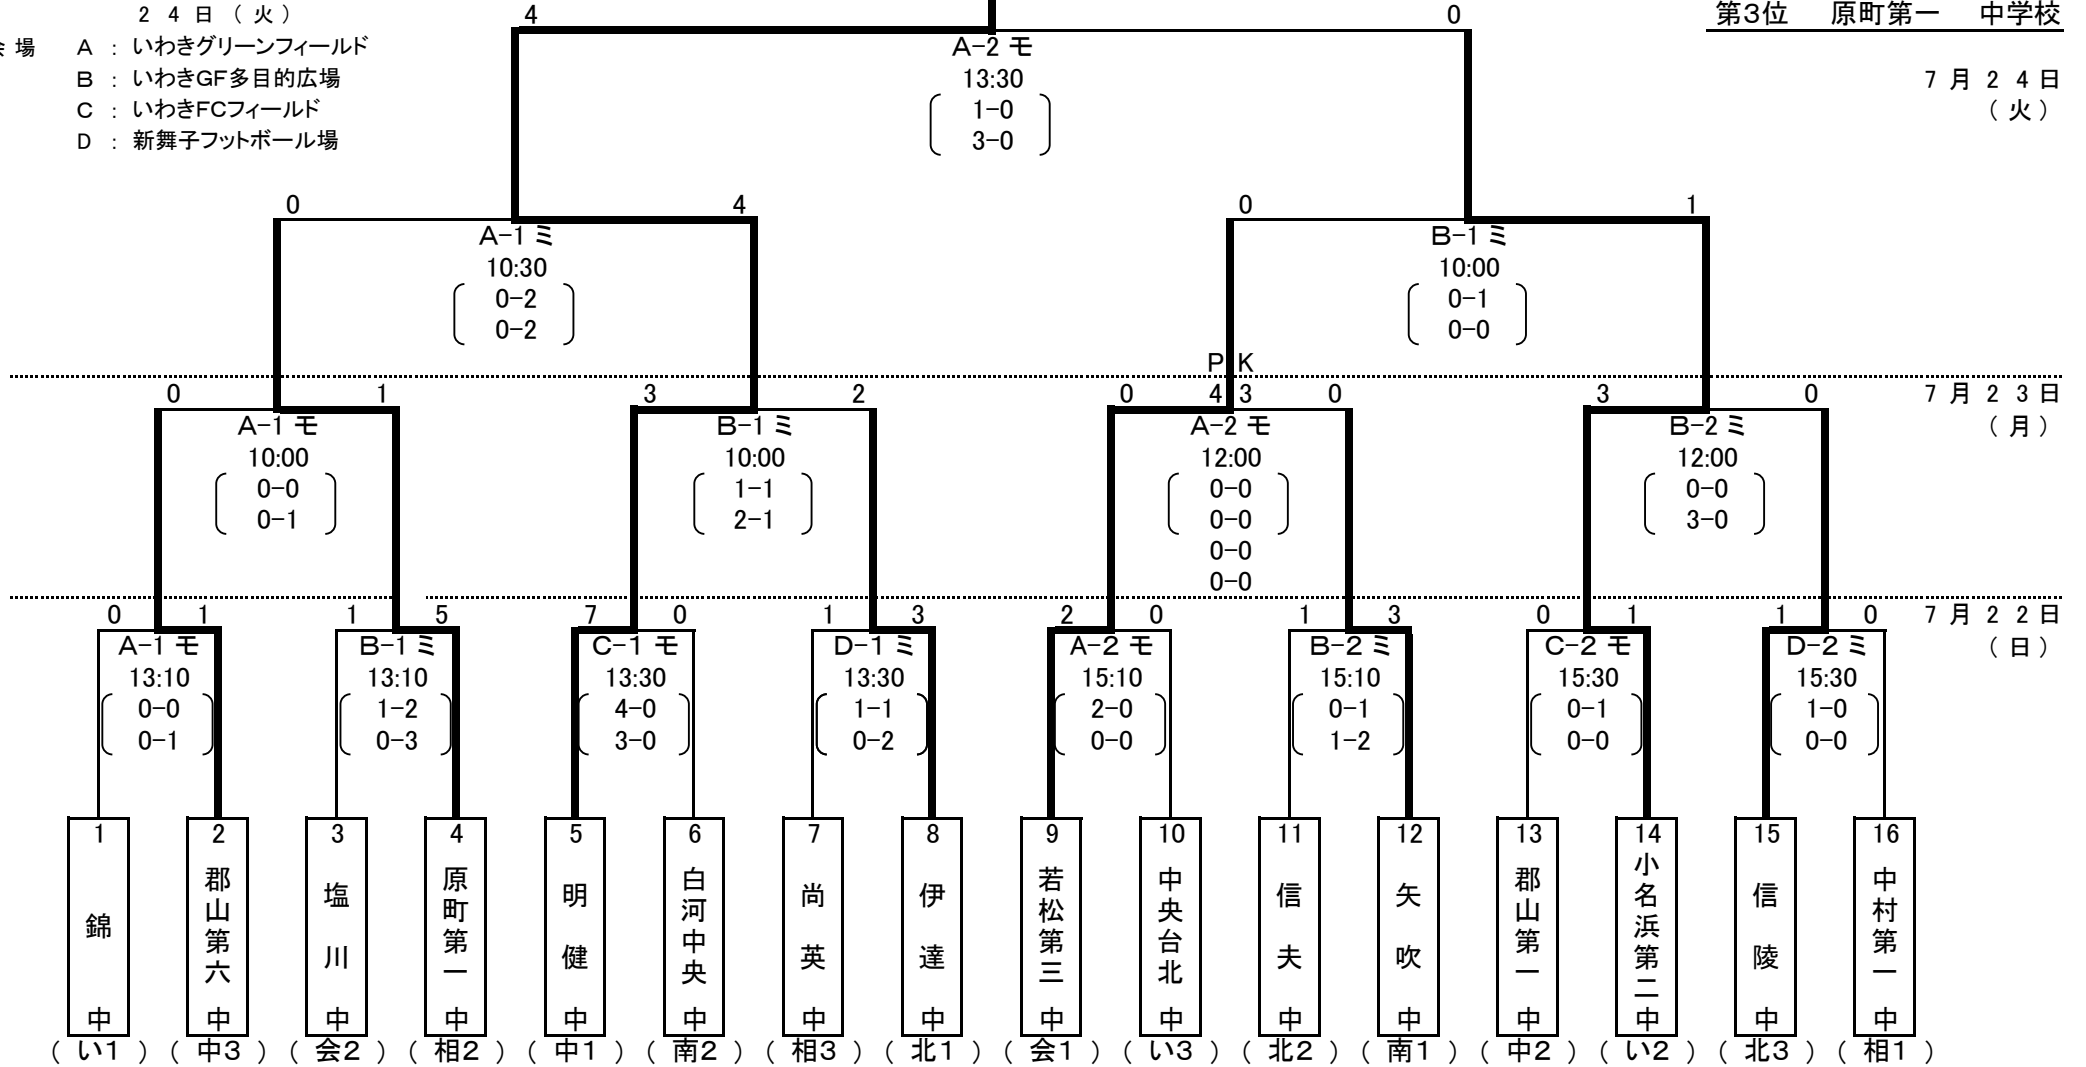 ２４日（火） 4 0 第3位 原町第一 中学校
会場 A : いわきグリーンフィールド A-2 モ
B : いわきGF多目的広場 13:30 7月24日
C : いわきFCフィールド 1-0 （火）
D : 新舞子フットボール場 3-0
0 4 0 1
A-1 ミ B-1 ミ
10:30 10:00
0-2 0-1
0-2 0-0
PK
0 1 3 2 0 4 3 0 3 0 7月23日
A-1 モ B-1 ミ A-2 モ B-2 ミ （月）
10:00 10:00 12:00 12:00
0-0 1-1 0-0 0-0
0-1 2-1 0-0 3-0
0-0
0-0
0 1 1 5 7 0 1 3 2 0 1 3 0 1 1 0 7月22日
A-1 モ B-1 ミ C-1 モ D-1 ミ A-2 モ B-2 ミ C-2 モ D-2 ミ （日）
13:10 13:10 13:30 13:30 15:10 15:10 15:30 15:30
0-0 1-2 4-0 1-1 2-0 0-1 0-1 1-0
0-1 0-3 3-0 0-2 0-0 1-2 0-0 0-0
1 2 3 4 5 6 7 8 9 10 11 12 13 14 15 16
錦中
郡山第六中
塩川中
原町第一中
明健中
白河中央中
尚英中
伊達中
若松第三中
中央台北中
信夫中
矢吹中
郡山第一中
小名浜第二中
信陵中
中村第一中
（い1）（中3）（会2）（相2）（中1）（南2）（相3）（北1）（会1）（い3）（北2）（南1）（中2）（い2）（北3）（相1）